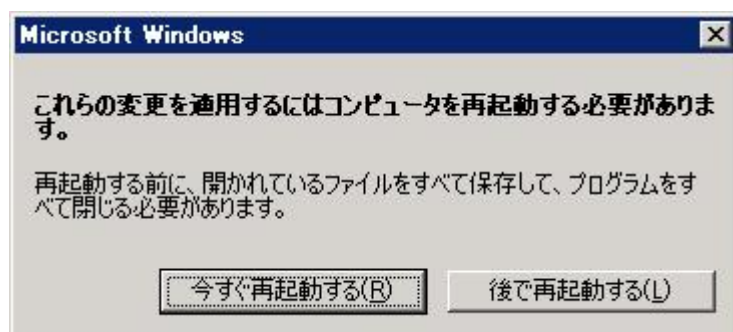 Microsoft Windows
これらの変更を適用するにはコンピュータを再起動する必要がありま
す。
再起動する前に、開かれているファイルをすべて保存して、プログラムをす
べて閉じる必要があります。
今すぐ再起動する(R)
後で再起動する(L)